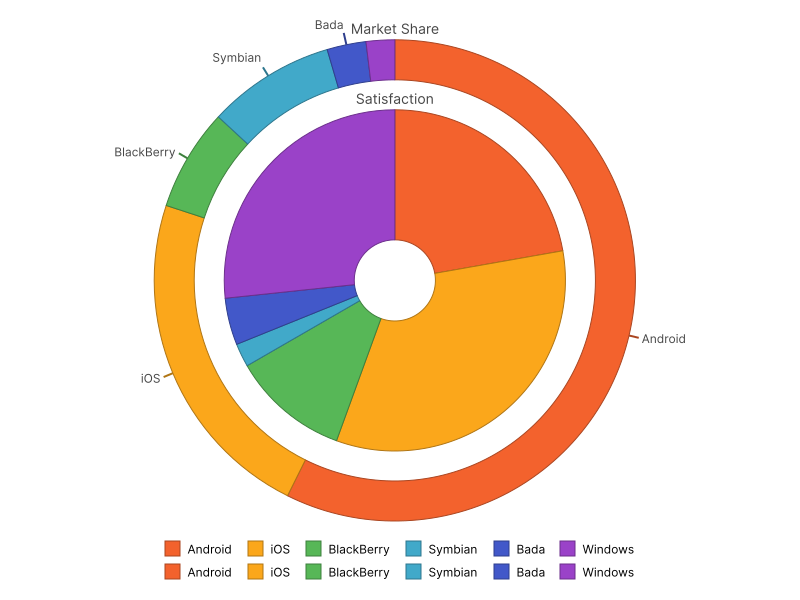 Bada
Market Share
Symbian
Satisfaction
BlackBerry
Android
iOS
Android iOS BlackBerry Symbian Bada Windows
Android iOS BlackBerry Symbian Bada Windows